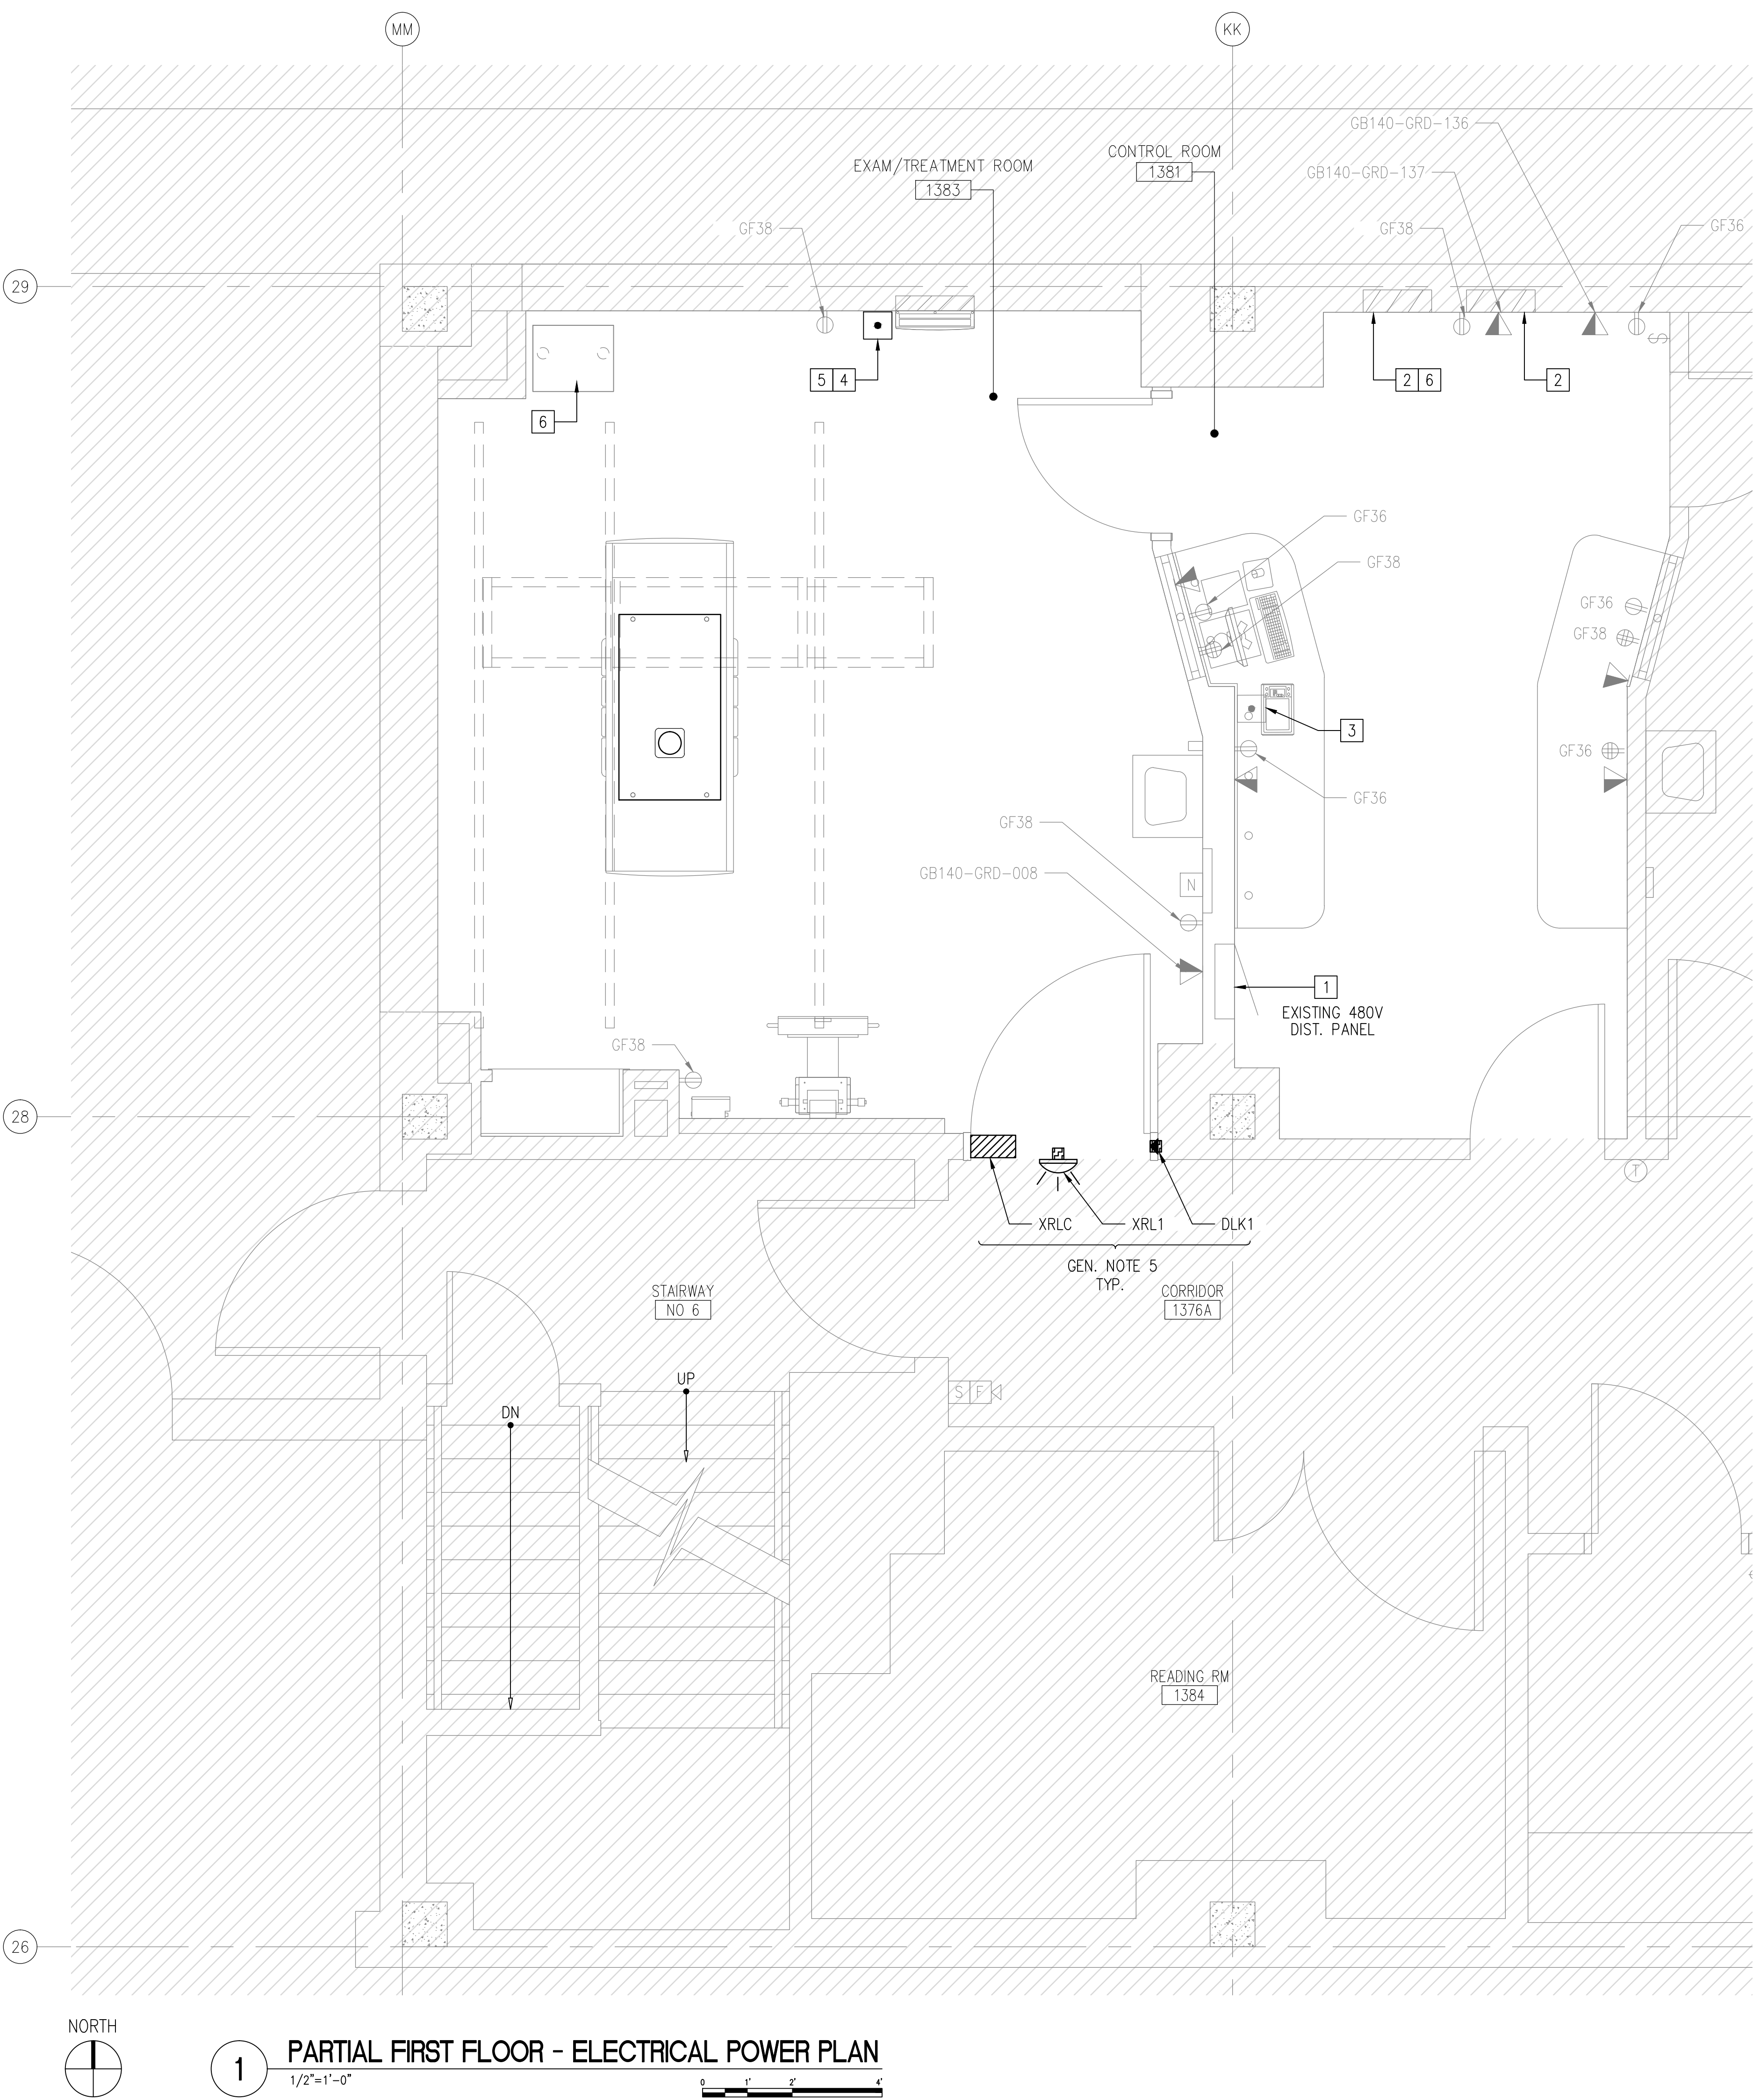 MM
KK
GB140-GRD-136
CONTROL ROOM
1381
EXAM/TREATMENT ROOM
1383
GB140-GRD-137
GF38
GF38
GF36
29
S
5 4
2 6
2
6
GF36
GF38
GF36
GF38
3
GF36
GF36
GF38
GB140-GRD-008
N
1
EXISTING 480V
DIST. PANEL
GF38
28
T
XRLC
XRL1
DLK1
GEN. NOTE 5
TYP.
STAIRWAY
NO 6
CORRIDOR
1376A
UP
S F
DN
READING RM
1384
26
NORTH
1
PARTIAL FIRST FLOOR - ELECTRICAL POWER PLAN
1/2"=1'-0"
0 1' 2' 4'